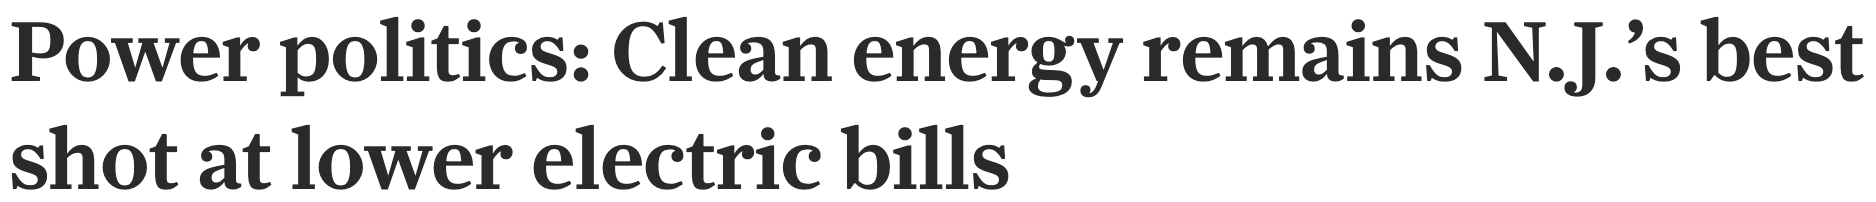 Power politics: Clean energy remains N.J.’s best
shot at lower electric bills